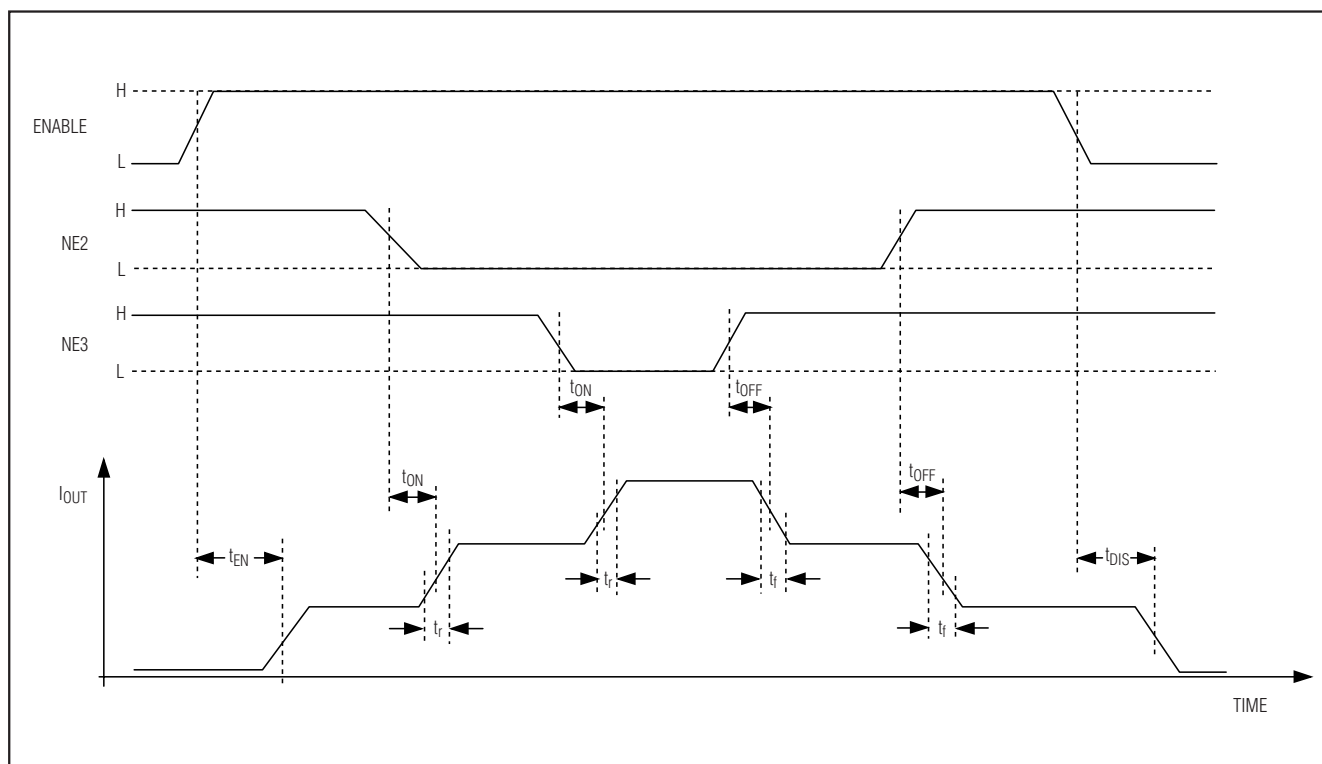 H
ENABLE
L
H
NE2
L
H
NE3
L
tON
tOFF
tON
tOFF
IOUT
tEN
tr
tf
tDIS
tr
tf
TIME